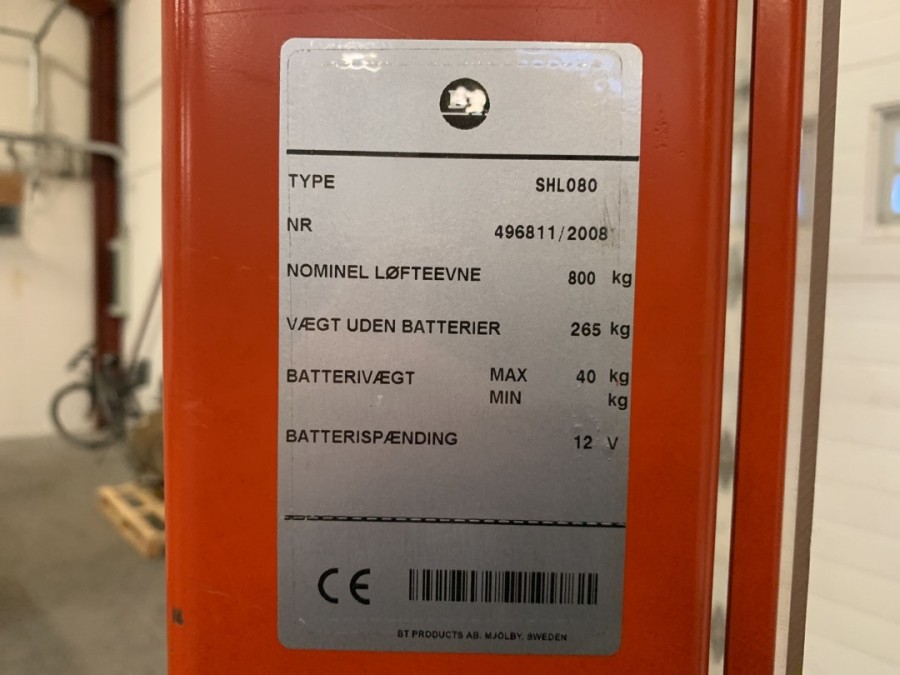 BT
TYPE SHL080
NR 496811/2008
NOMINEL LØFTEEVNE 800 kg
VÆGT UDEN BATTERIER 265 kg
BATTERIVÆGT MAX 40 kg
MIN kg
BATTERISPÆNDING 12 V
CE
BT PRODUCTS AB, MJÖLBY, SWEDEN